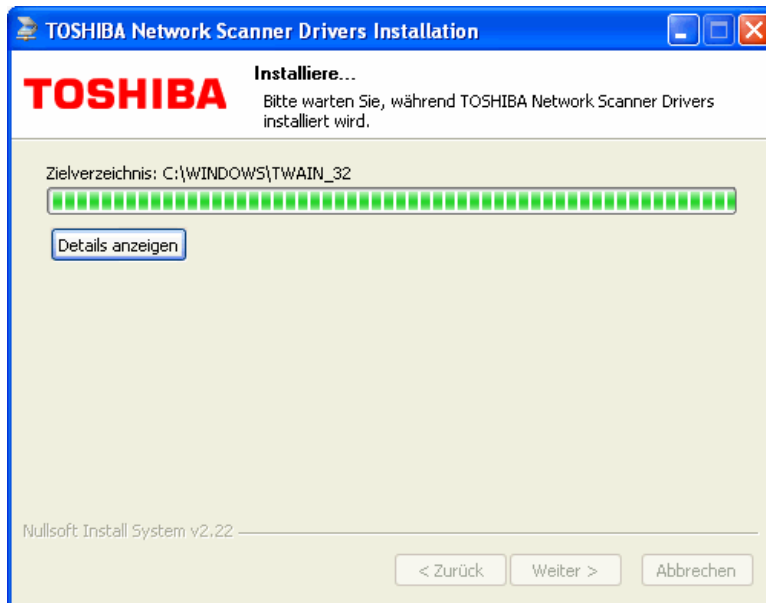 TOSHIBA Network Scanner Drivers Installation
TOSHIBA
Installiere...
Bitte warten Sie, während TOSHIBA Network Scanner Drivers
installiert wird.
Zielverzeichnis: C:\WINDOWS\TWAIN_32
Details anzeigen
Nullsoft Install System v2.22
< Zurück
Weiter >
Abbrechen